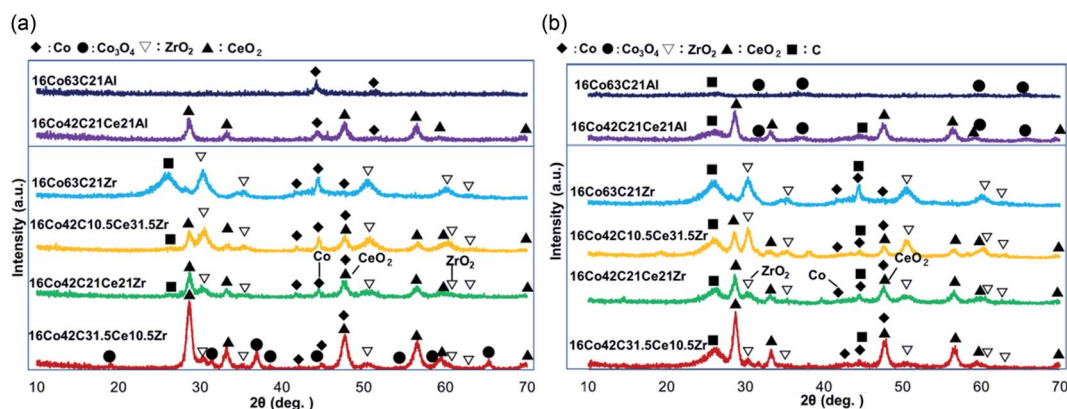 (a)
◆ :Co ● :Co₃O₄ ▽ : ZrO₂ ▲ : CeO₂
16Co63C21Al
16Co42C21Ce21Al
16Co63C21Zr
16Co42C10.5Ce31.5Zr
Co CeO₂ ZrO₂
16Co42C21Ce21Zr
16Co42C31.5Ce10.5Zr
Intensity (a.u.)
10 20 30 40 50 60 70
2θ (deg. )
(b)
◆ : Co ● : Co₃O₄ ▽ : ZrO₂ ▲ : CeO₂ ■ : C
16Co63C21Al
16Co42C21Ce21Al
16Co63C21Zr
16Co42C10.5Ce31.5Zr
ZrO₂ Co CeO₂
16Co42C21Ce21Zr
16Co42C31.5Ce10.5Zr
Intensity (a.u.)
10 20 30 40 50 60 70
2θ (deg. )